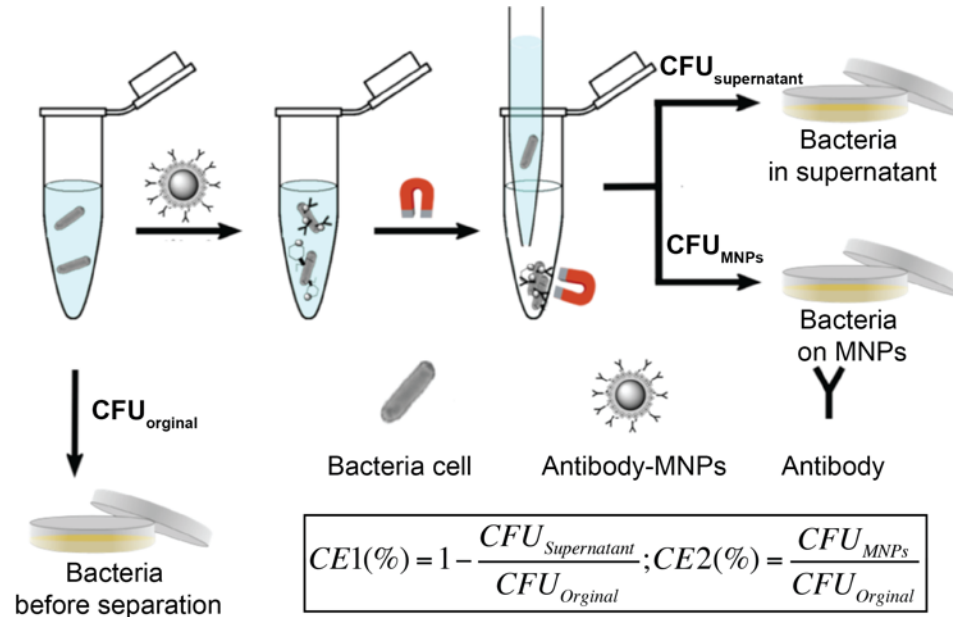 CFU_supernatant
Bacteria
in supernatant
CFU_MNPs
Bacteria
on MNPs
CFU_orginal
Bacteria cell
Antibody-MNPs
Antibody
Bacteria
before separation
CE1(%) = 1 - CFU_Supernatant / CFU_Orginal ; CE2(%) = CFU_MNPs / CFU_Orginal